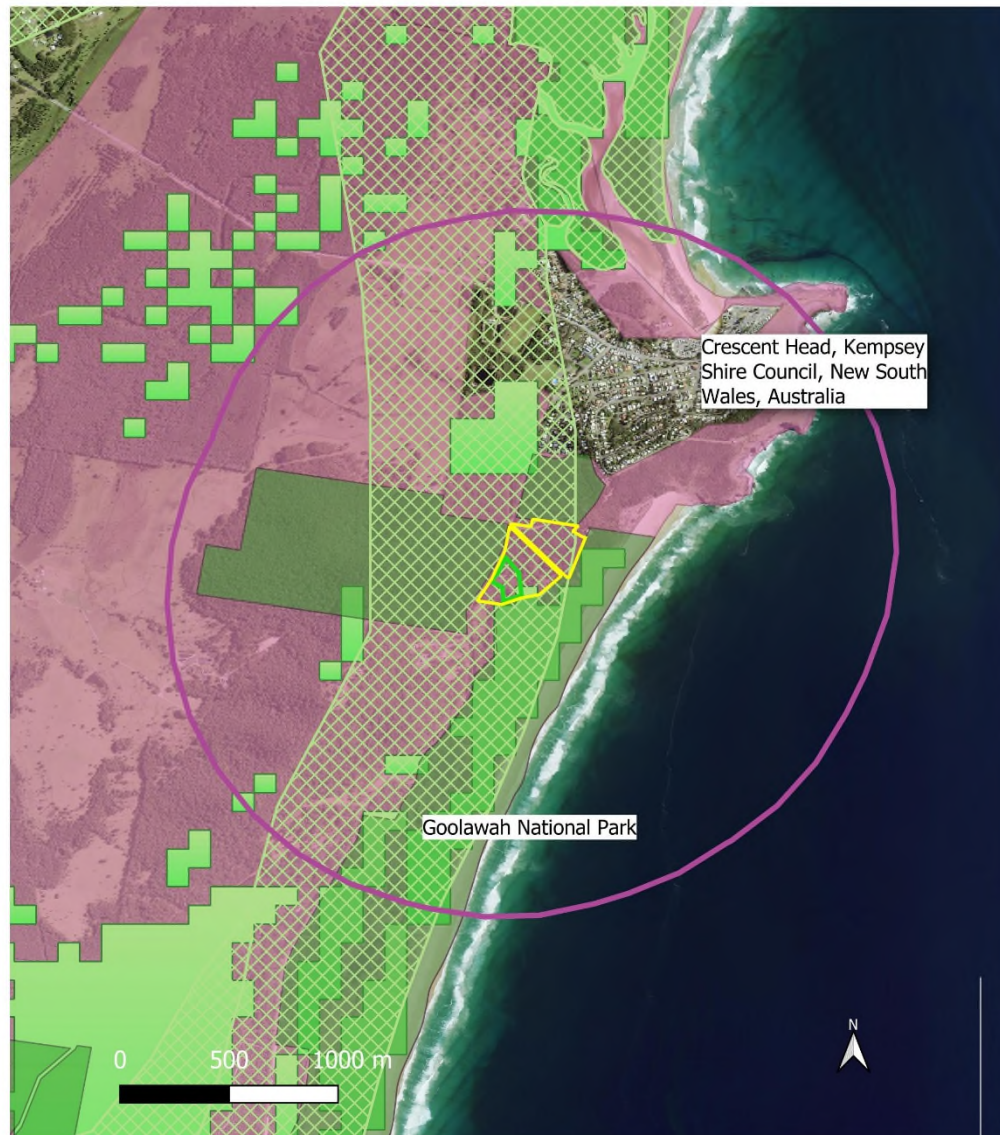 Crescent Head, Kempsey
Shire Council, New South
Wales, Australia
Goolawah National Park
0 500 1000 m
N